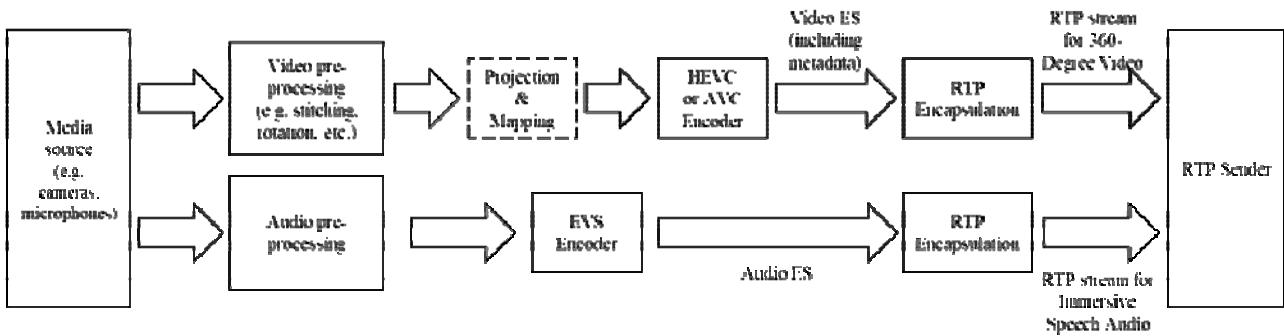 Media
source
(e.g.
cameras,
microphones)
Video pre-
processing
(e.g. stitching,
rotation, etc.)
Projection
&
Mapping
HEVC
or AVC
Encoder
Video ES
(including
metadata)
RTP
Encapsulation
RTP stream
for 360-
Degree Video
RTP Sender
Audio pre-
processing
EVS
Encoder
Audio ES
RTP
Encapsulation
RTP stream for
Immersive
Speech Audio